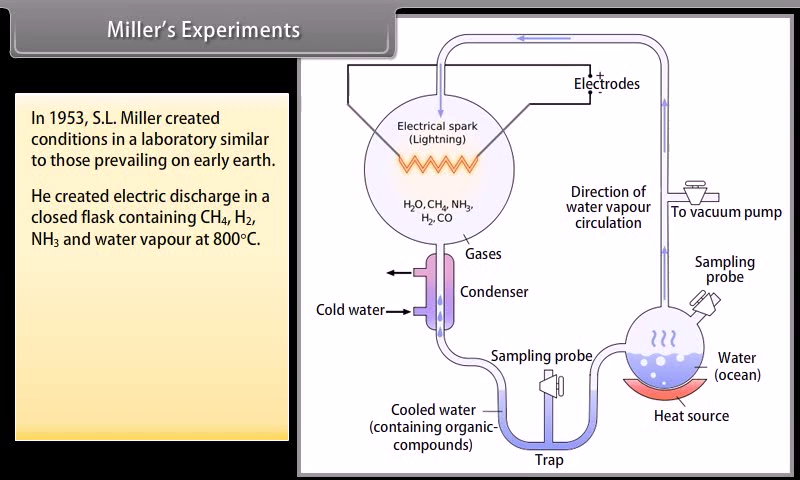 Miller's Experiments
In 1953, S.L. Miller created
conditions in a laboratory similar
to those prevailing on early earth.
He created electric discharge in a
closed flask containing CH₄, H₂,
NH₃ and water vapour at 800°C.
+
Electrodes
-
Electrical spark
(Lightning)
H₂O, CH₄, NH₃,
H₂, CO
Direction of
water vapour
circulation
To vacuum pump
Gases
Sampling
probe
Condenser
Cold water
Sampling probe
Water
(ocean)
Cooled water
(containing organic-
compounds)
Heat source
Trap